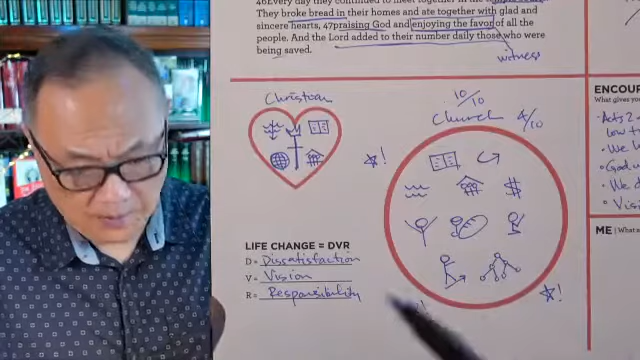 46Every day they continued to meet together in the
They broke bread in their homes and ate together with glad and
sincere hearts, 47praising God and enjoying the favor of all the
people. And the Lord added to their number daily those who were
being saved.
witness
Christian
10/10
Church 4/10
$
LIFE CHANGE = DVR
D= Dissatisfaction
V= Vision
R= Responsibility
ENCOU
What gives you
Acts 2
We
God
We
Visi
ME | What